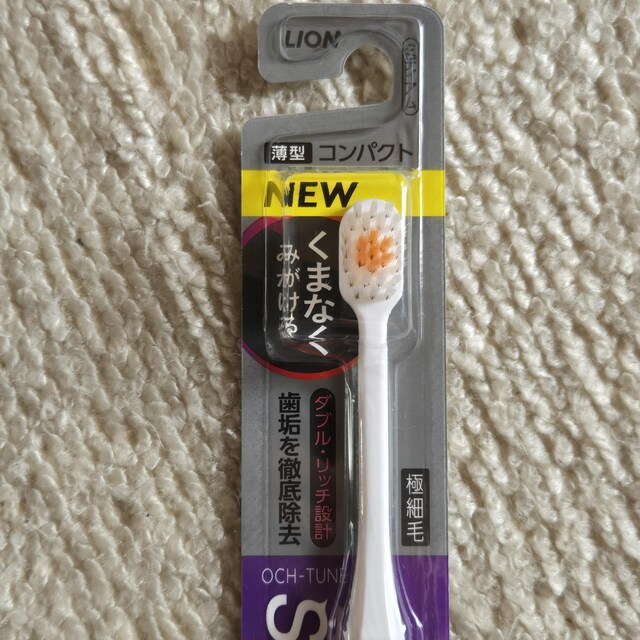 LION
薄型 コンパクト
NEW
くまなく
みがける
ダブル・リッチ設計
歯垢を徹底除去
極細毛
OCH-TUNE
S